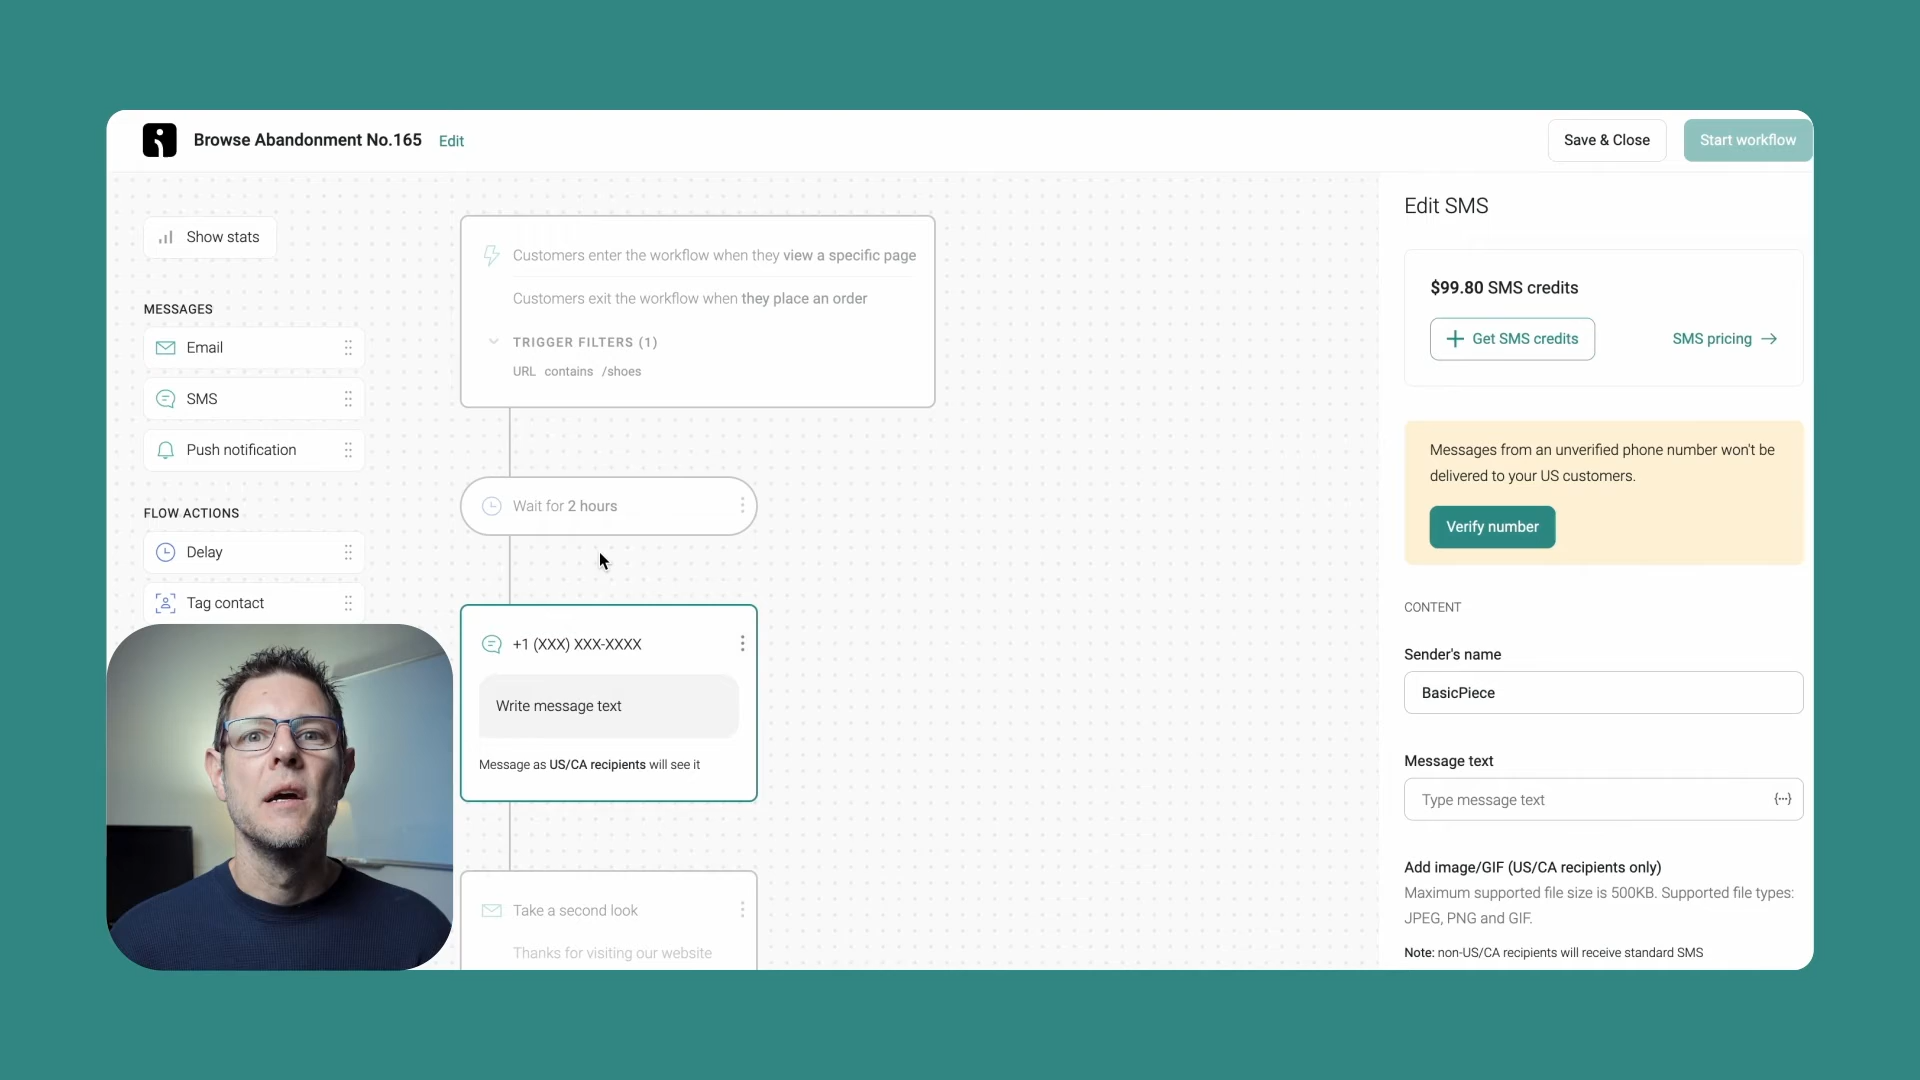 Browse Abandonment No.165 Edit
Save & Close
Start workflow
Show stats
MESSAGES
Email
SMS
Push notification
FLOW ACTIONS
Delay
Tag contact
Customers enter the workflow when they view a specific page
Customers exit the workflow when they place an order
TRIGGER FILTERS (1)
URL contains /shoes
Wait for 2 hours
+1 (XXX) XXX-XXXX
Write message text
Message as US/CA recipients will see it
Take a second look
Thanks for visiting our website
Edit SMS
$99.80 SMS credits
Get SMS credits
SMS pricing
Messages from an unverified phone number won't be
delivered to your US customers.
Verify number
CONTENT
Sender's name
BasicPiece
Message text
Type message text
Add image/GIF (US/CA recipients only)
Maximum supported file size is 500KB. Supported file types:
JPEG, PNG and GIF.
Note: non-US/CA recipients will receive standard SMS